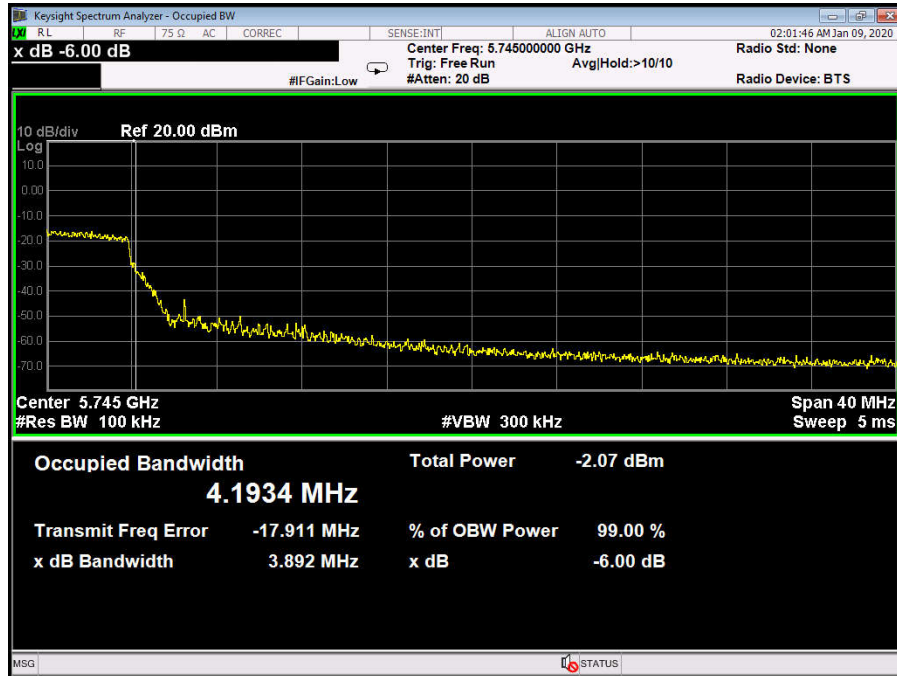 Keysight Spectrum Analyzer - Occupied BW
LXI RL RF 75 Ω AC CORREC SENSE:INT ALIGN AUTO 02:01:46 AM Jan 09, 2020
x dB -6.00 dB
Center Freq: 5.745000000 GHz Radio Std: None
Trig: Free Run Avg|Hold:>10/10
#IFGain:Low #Atten: 20 dB Radio Device: BTS
10 dB/div Ref 20.00 dBm
Log
10.0
0.00
-10.0
-20.0
-30.0
-40.0
-50.0
-60.0
-70.0
Center 5.745 GHz Span 40 MHz
#Res BW 100 kHz #VBW 300 kHz Sweep 5 ms
Occupied Bandwidth Total Power -2.07 dBm
4.1934 MHz
Transmit Freq Error -17.911 MHz % of OBW Power 99.00 %
x dB Bandwidth 3.892 MHz x dB -6.00 dB
MSG STATUS